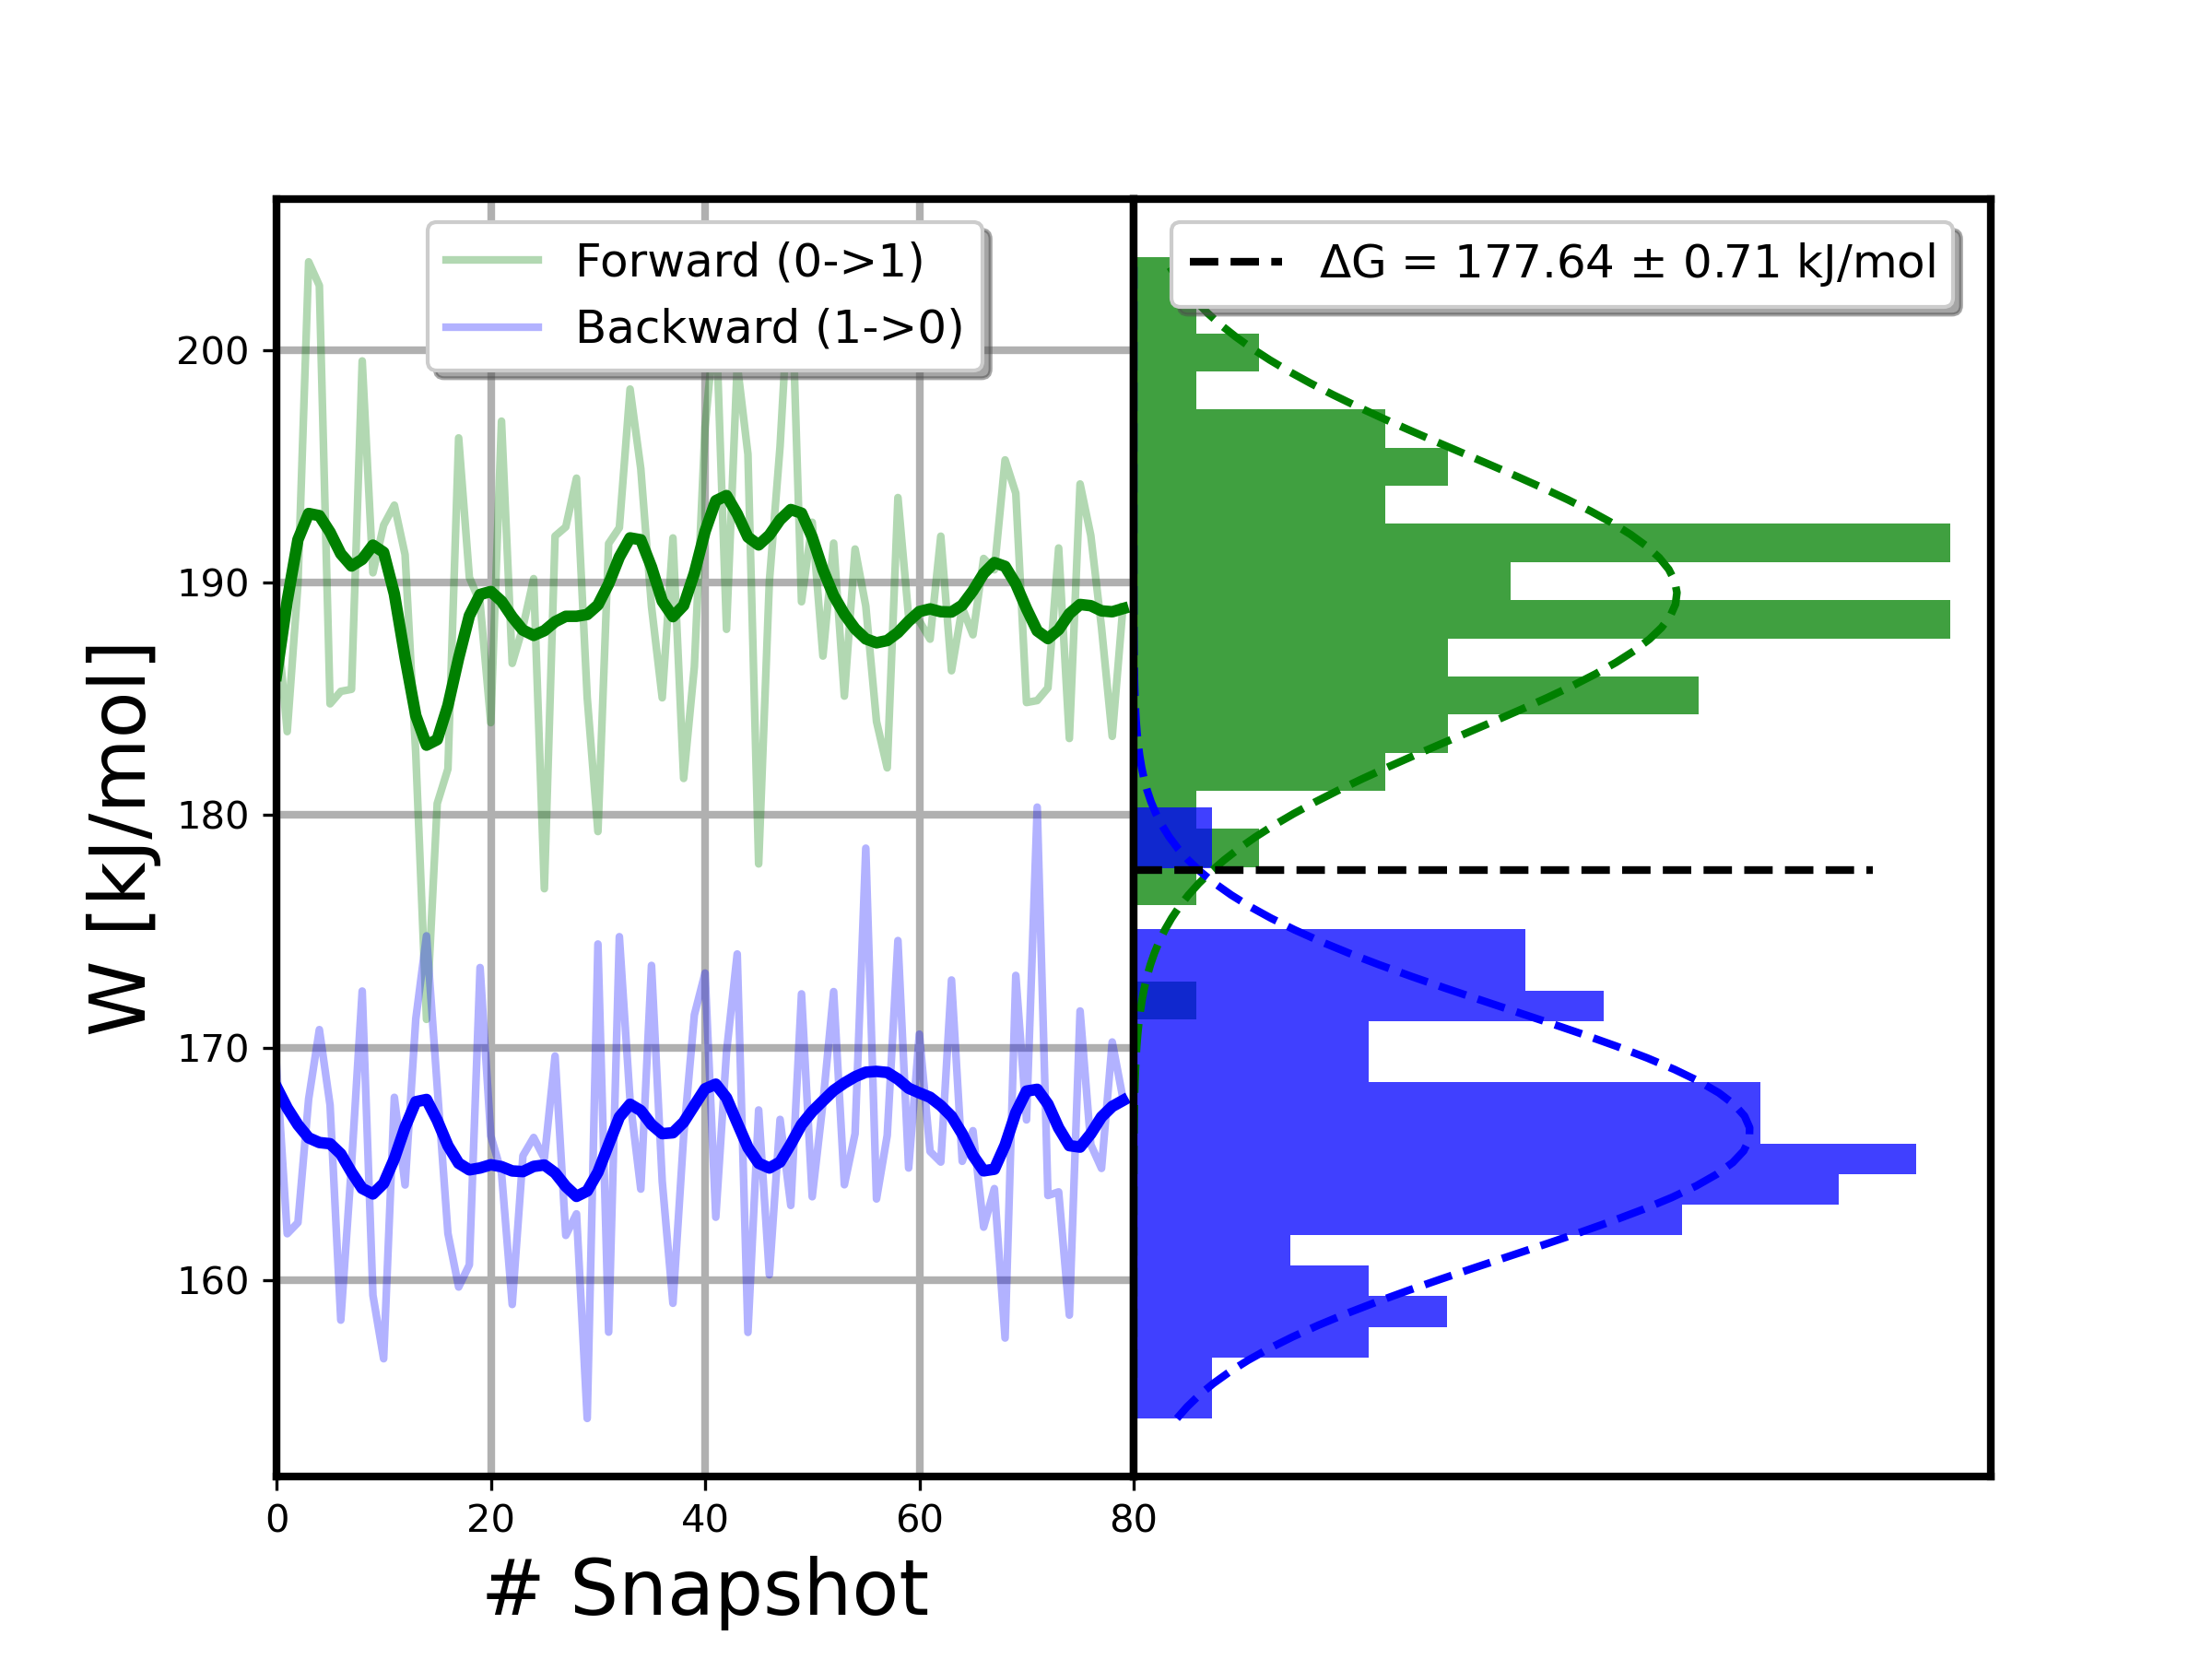 Forward (0->1)
Backward (1->0)
ΔG = 177.64 ± 0.71 kJ/mol
W [kJ/mol]
200
190
180
170
160
0 20 40 60 80
# Snapshot